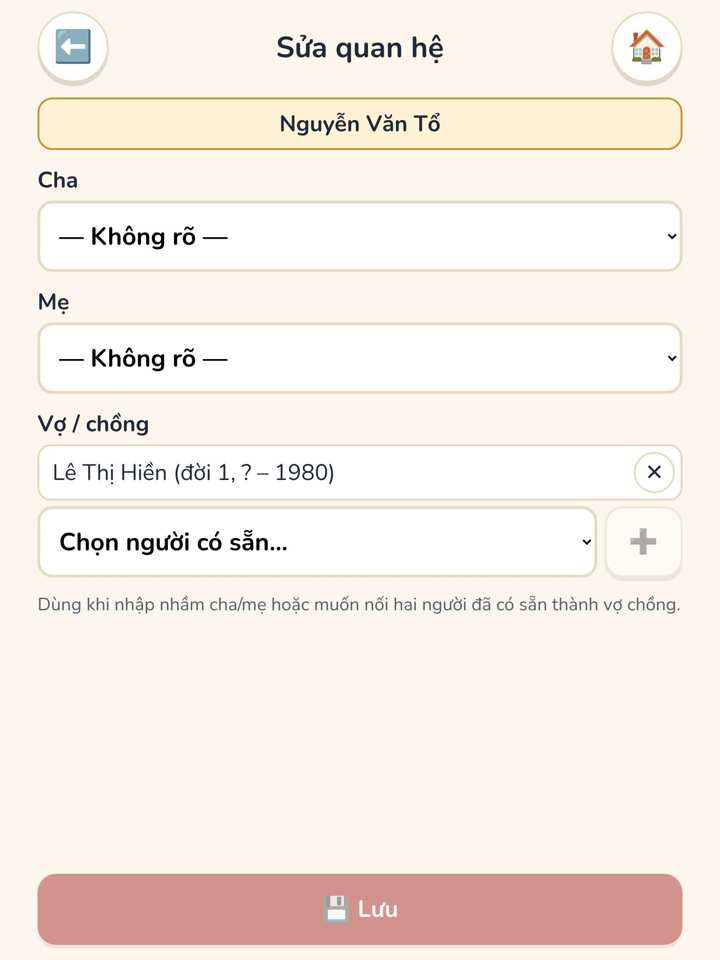 Sửa quan hệ
Nguyễn Văn Tổ
Cha
— Không rõ —
Mẹ
— Không rõ —
Vợ / chồng
Lê Thị Hiền (đời 1, ? – 1980)
Chọn người có sẵn...
Dùng khi nhập nhầm cha/mẹ hoặc muốn nối hai người đã có sẵn thành vợ chồng.
Lưu